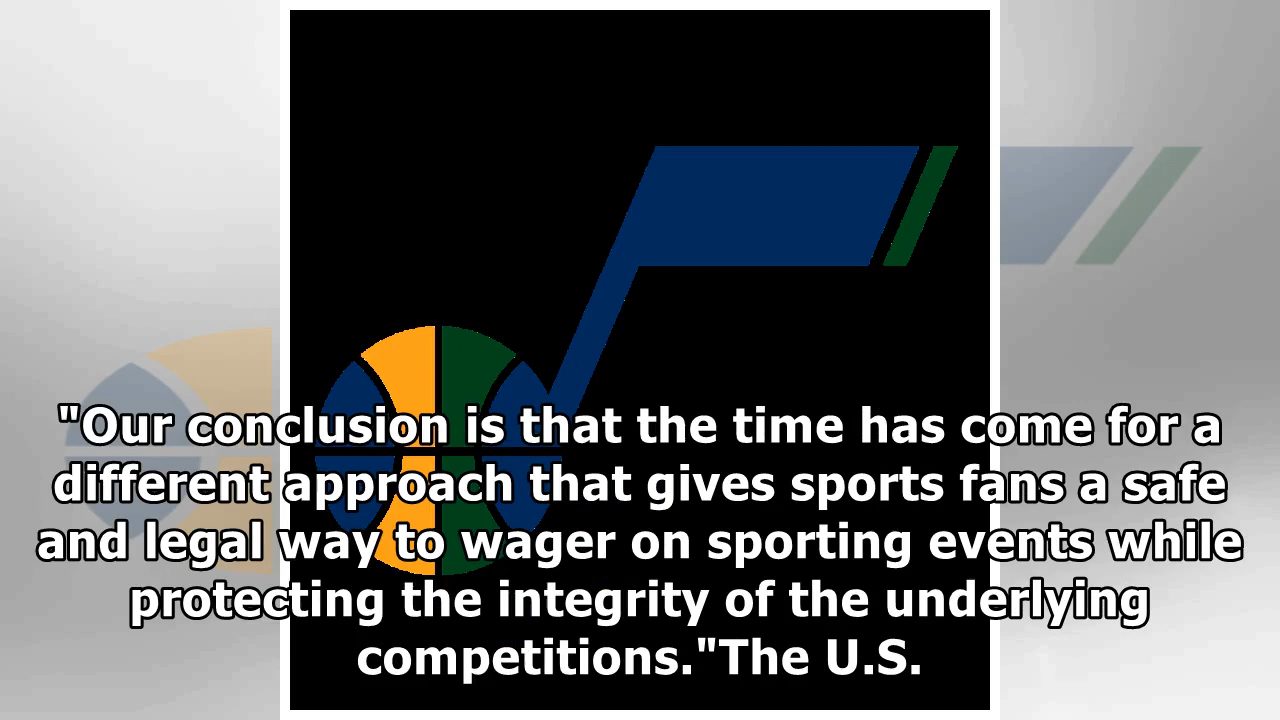 "Our conclusion is that the time has come for a
different approach that gives sports fans a safe
and legal way to wager on sporting events while
protecting the integrity of the underlying
competitions."The U.S.